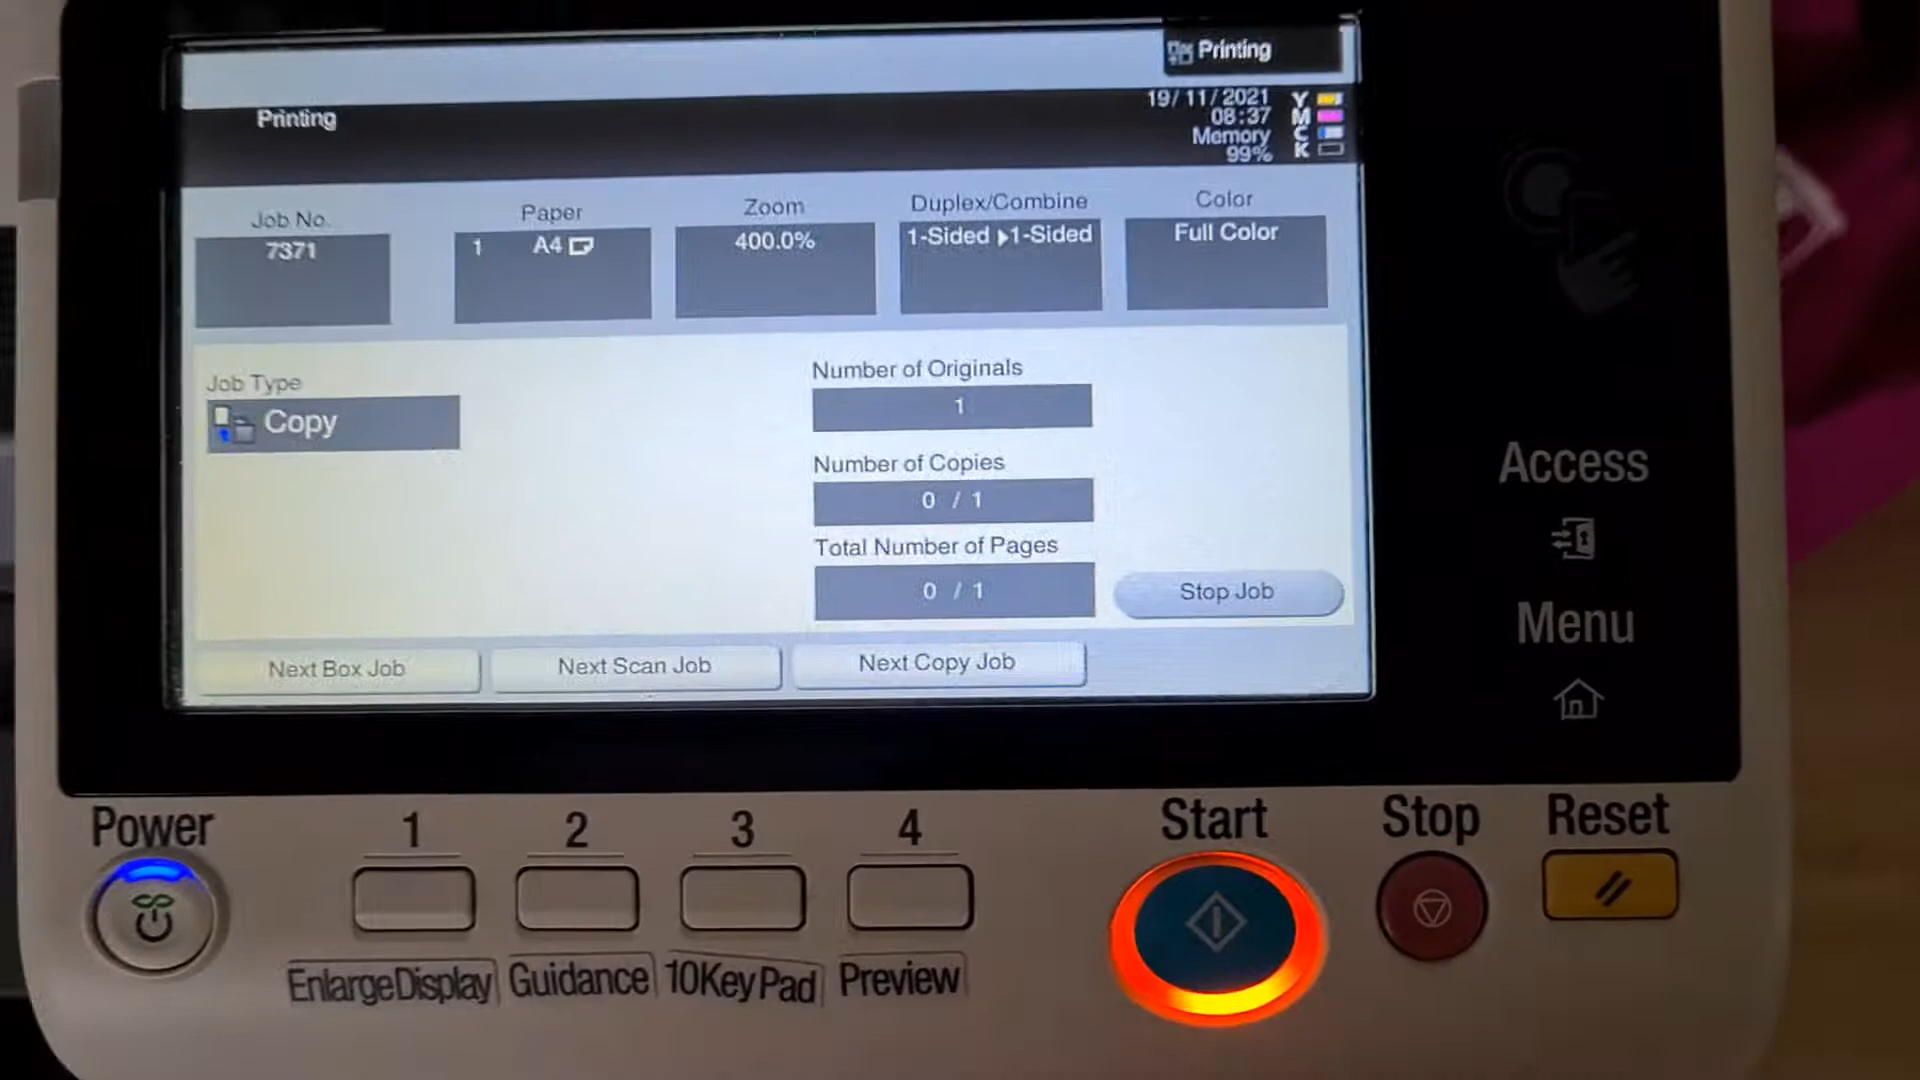 Printing
Printing
19/11/2021
08:37
Memory
99%
Y
M
C
K
Job No.
7371
Paper
1 A4
Zoom
400.0%
Duplex/Combine
1-Sided ▶1-Sided
Color
Full Color
Job Type
Copy
Number of Originals
1
Number of Copies
0 / 1
Total Number of Pages
0 / 1
Stop Job
Next Box Job
Next Scan Job
Next Copy Job
Access
Menu
Power
1
2
3
4
Start
Stop
Reset
EnlargeDisplay
Guidance
10KeyPad
Preview